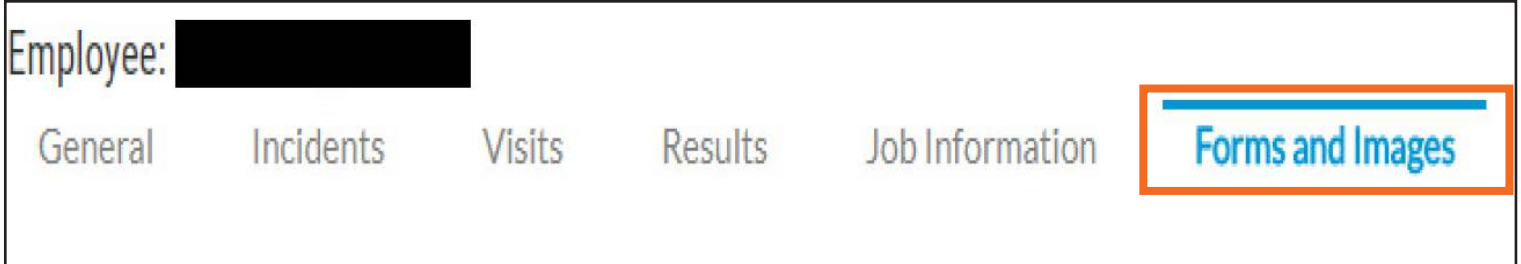 Employee:
General Incidents Visits Results Job Information Forms and Images